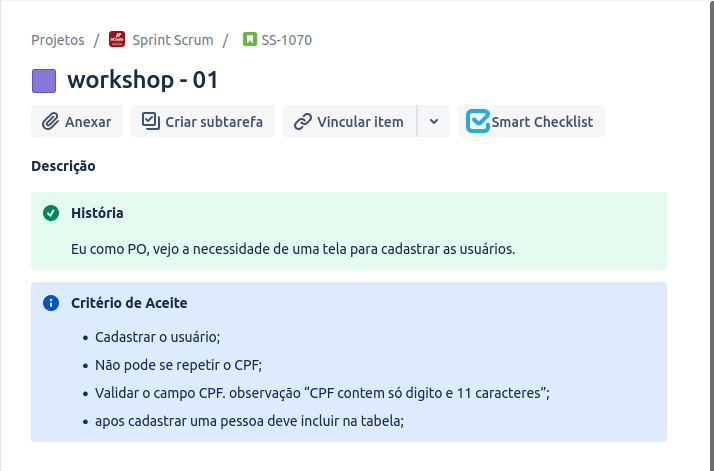 Projetos / Sprint Scrum / SS-1070
workshop - 01
Anexar Criar subtarefa Vincular item Smart Checklist
Descrição
História
Eu como PO, vejo a necessidade de uma tela para cadastrar as usuários.
Critério de Aceite
• Cadastrar o usuário;
• Não pode se repetir o CPF;
• Validar o campo CPF. observação “CPF contem só digito e 11 caracteres”;
• apos cadastrar uma pessoa deve incluir na tabela;